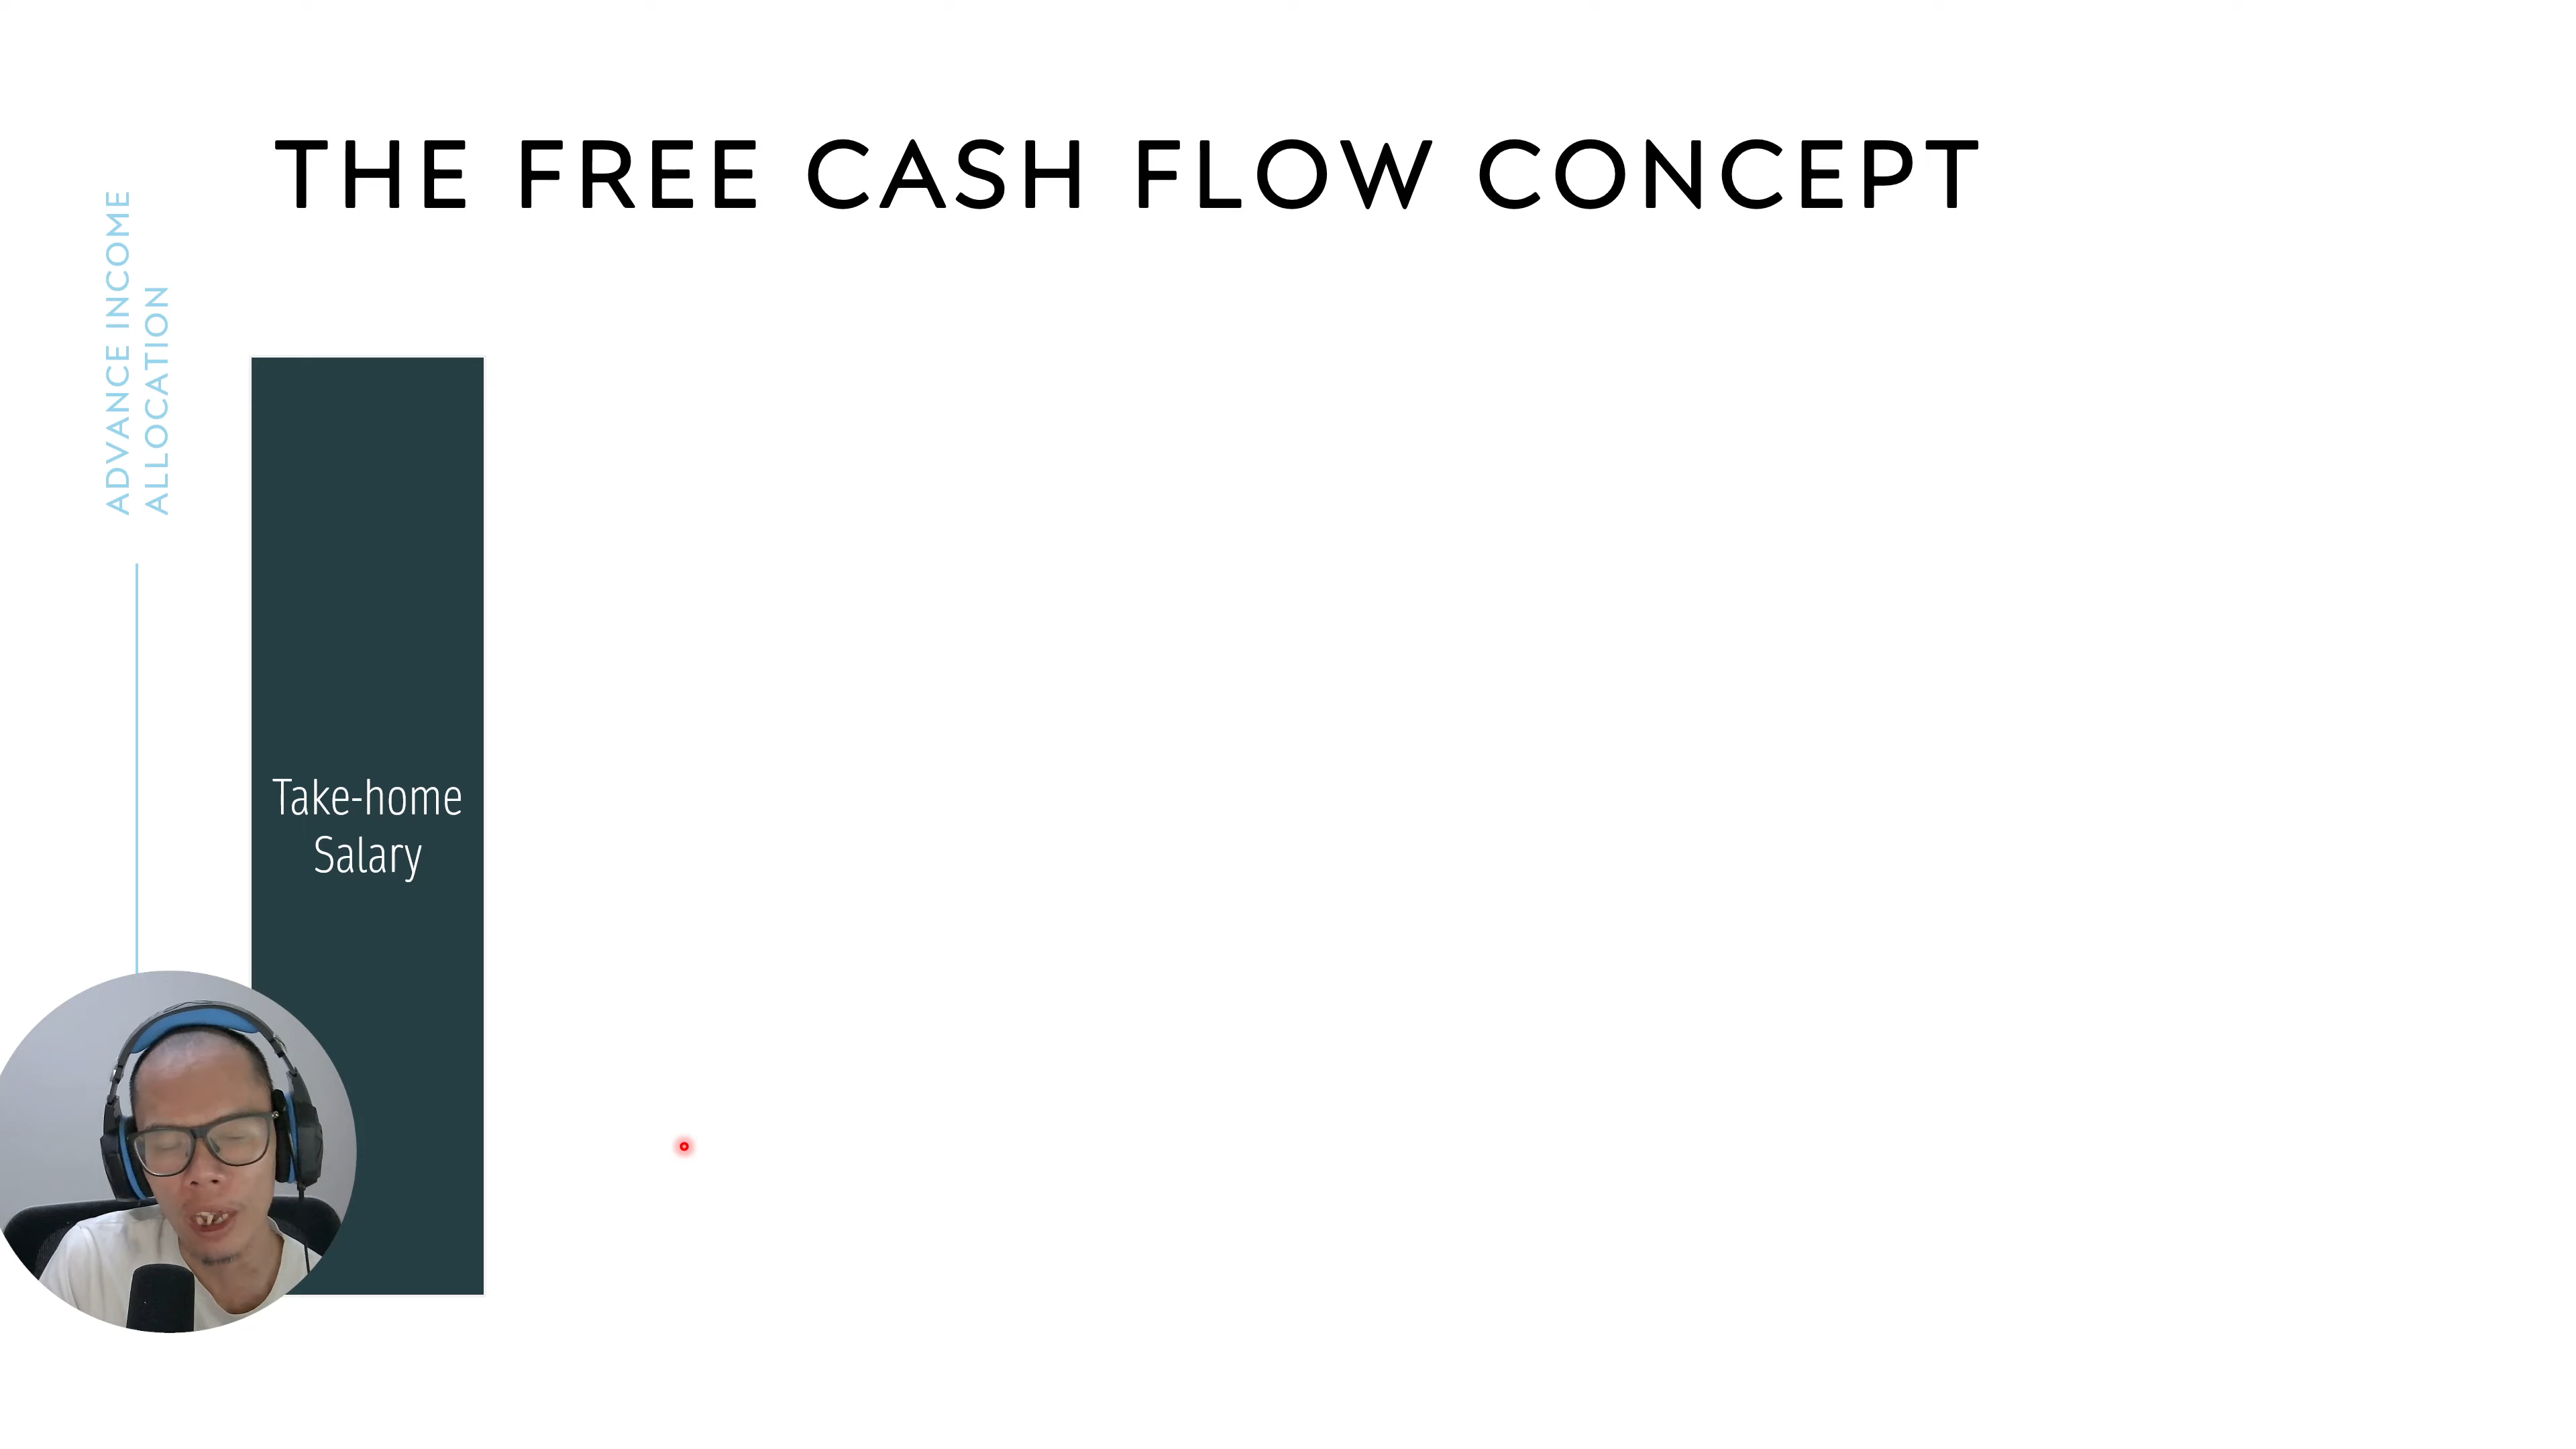 THE FREE CASH FLOW CONCEPT
ADVANCE INCOME
ALLOCATION
Take-home
Salary